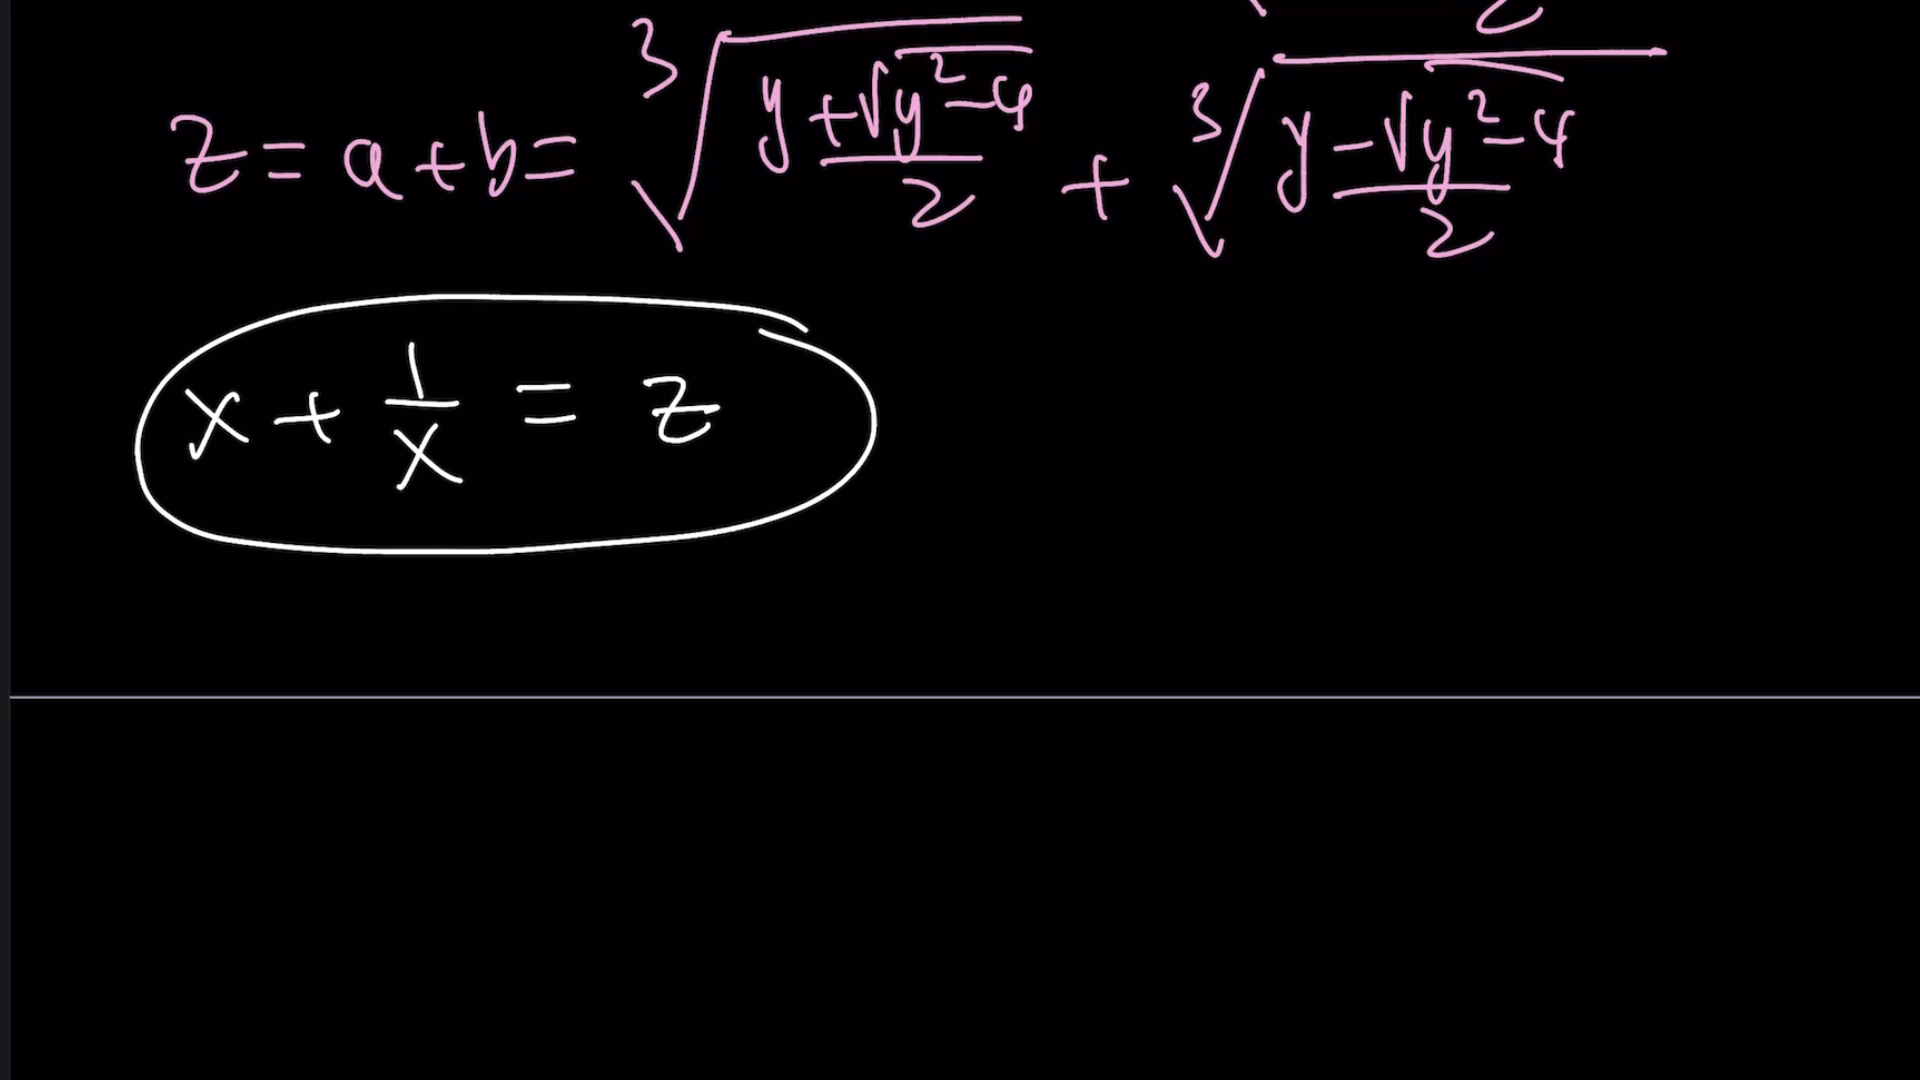 z = a + b = ∛((y + √(y² − 4))/2) + ∛((y − √(y² − 4))/2)
x + 1/x = z